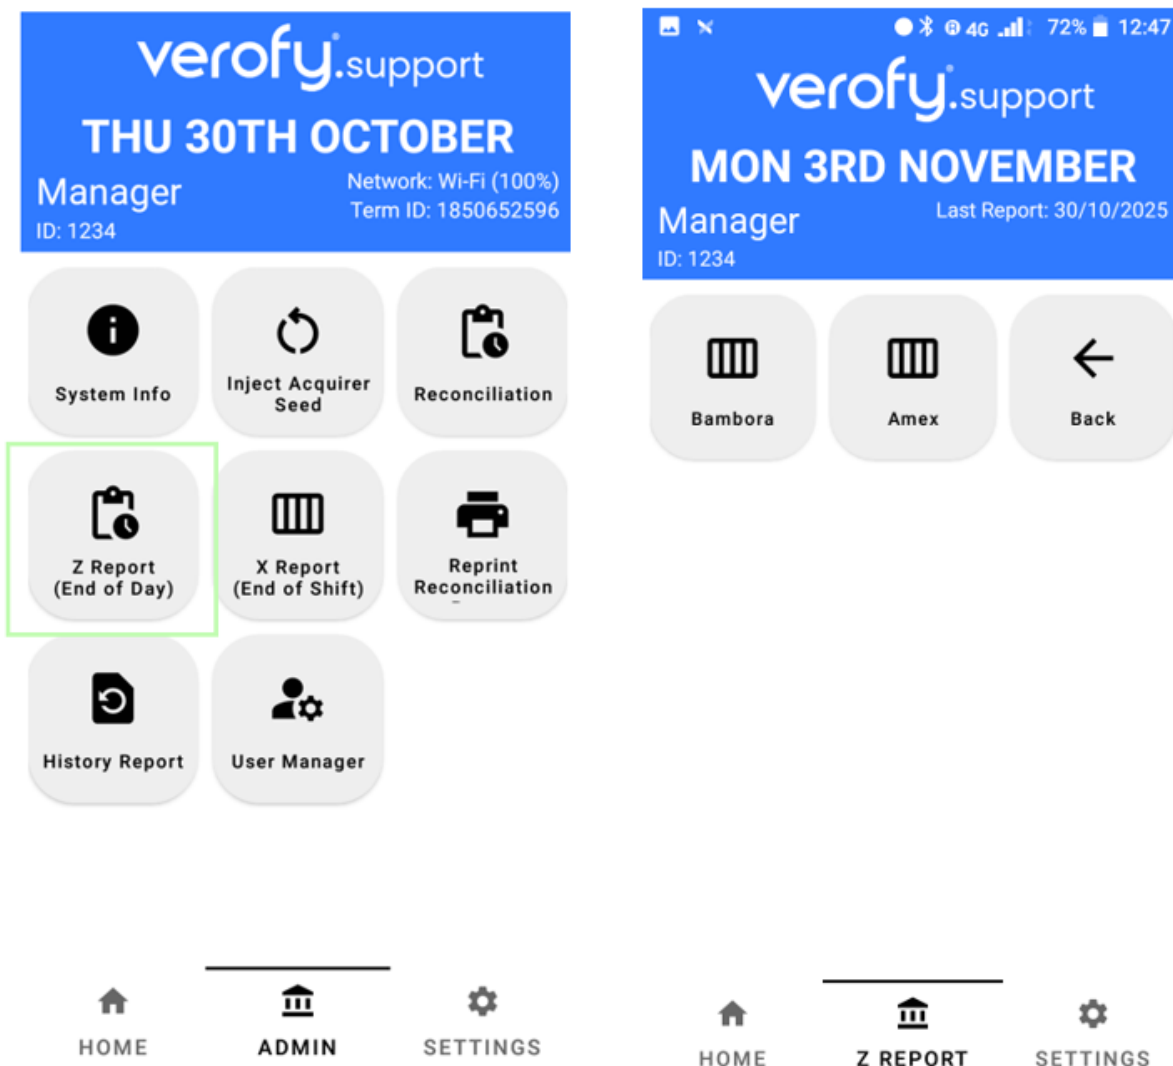 verofy.support
THU 30TH OCTOBER
Manager
Network: Wi-Fi (100%)
Term ID: 1850652596
ID: 1234
System Info
Inject Acquirer
Seed
Reconciliation
Z Report
(End of Day)
X Report
(End of Shift)
Reprint
Reconciliation
History Report
User Manager
HOME
ADMIN
SETTINGS
4G
72%
12:47
verofy.support
MON 3RD NOVEMBER
Manager
Last Report: 30/10/2025
ID: 1234
Bambora
Amex
Back
HOME
Z REPORT
SETTINGS